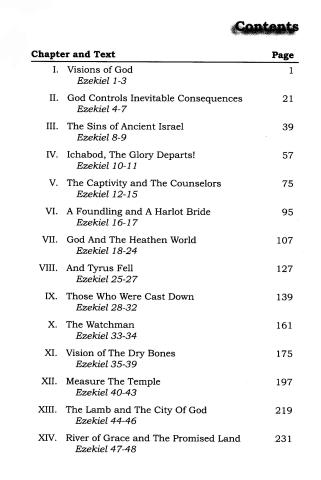 Contents
Chapter and Text Page
I. Visions of God 1
Ezekiel 1-3
II. God Controls Inevitable Consequences 21
Ezekiel 4-7
III. The Sins of Ancient Israel 39
Ezekiel 8-9
IV. Ichabod, The Glory Departs! 57
Ezekiel 10-11
V. The Captivity and The Counselors 75
Ezekiel 12-15
VI. A Foundling and A Harlot Bride 95
Ezekiel 16-17
VII. God And The Heathen World 107
Ezekiel 18-24
VIII. And Tyrus Fell 127
Ezekiel 25-27
IX. Those Who Were Cast Down 139
Ezekiel 28-32
X. The Watchman 161
Ezekiel 33-34
XI. Vision of The Dry Bones 175
Ezekiel 35-39
XII. Measure The Temple 197
Ezekiel 40-43
XIII. The Lamb and The City Of God 219
Ezekiel 44-46
XIV. River of Grace and The Promised Land 231
Ezekiel 47-48